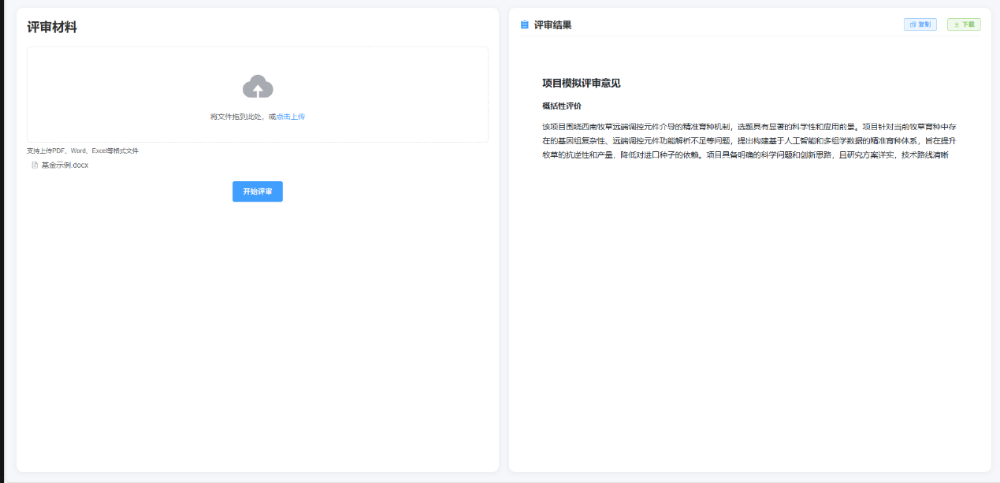 评审材料
将文件拖到此处，或点击上传
支持上传PDF、Word、Excel等格式文件
基金示例.docx
开始评审
评审结果
复制
下载
项目模拟评审意见
概括性评价
该项目围绕西南牧草远端调控元件介导的精准育种机制，选题具有显著的科学性和应用前景。项目针对当前牧草育种中存
在的基因组复杂性、远端调控元件功能解析不足等问题，提出构建基于人工智能和多组学数据的精准育种体系，旨在提升
牧草的抗逆性和产量，降低对进口种子的依赖。项目具备明确的科学问题和创新思路，且研究方案详实，技术路线清晰